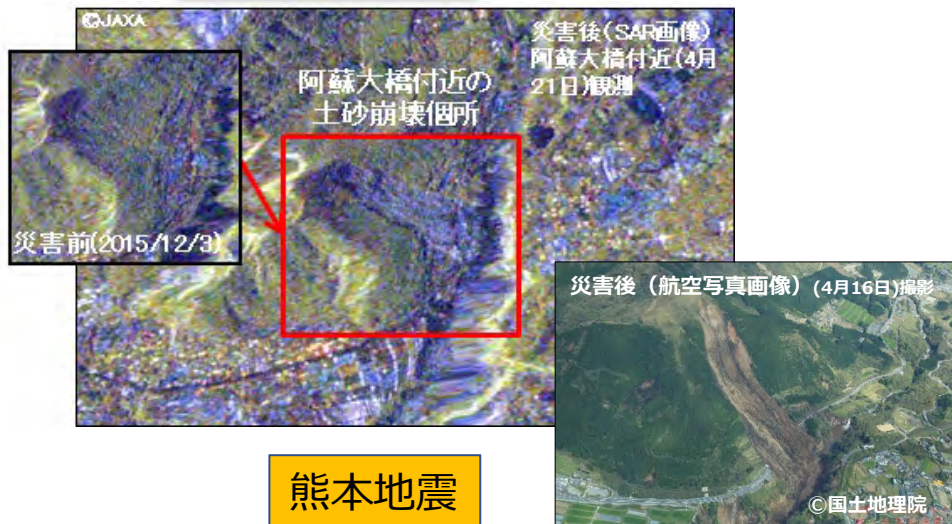 ©JAXA
災害後(SAR画像)
阿蘇大橋付近(4月
21日)観測
阿蘇大橋付近の
土砂崩壊個所
災害前(2015/12/3)
災害後（航空写真画像）(4月16日)撮影
©国土地理院
熊本地震